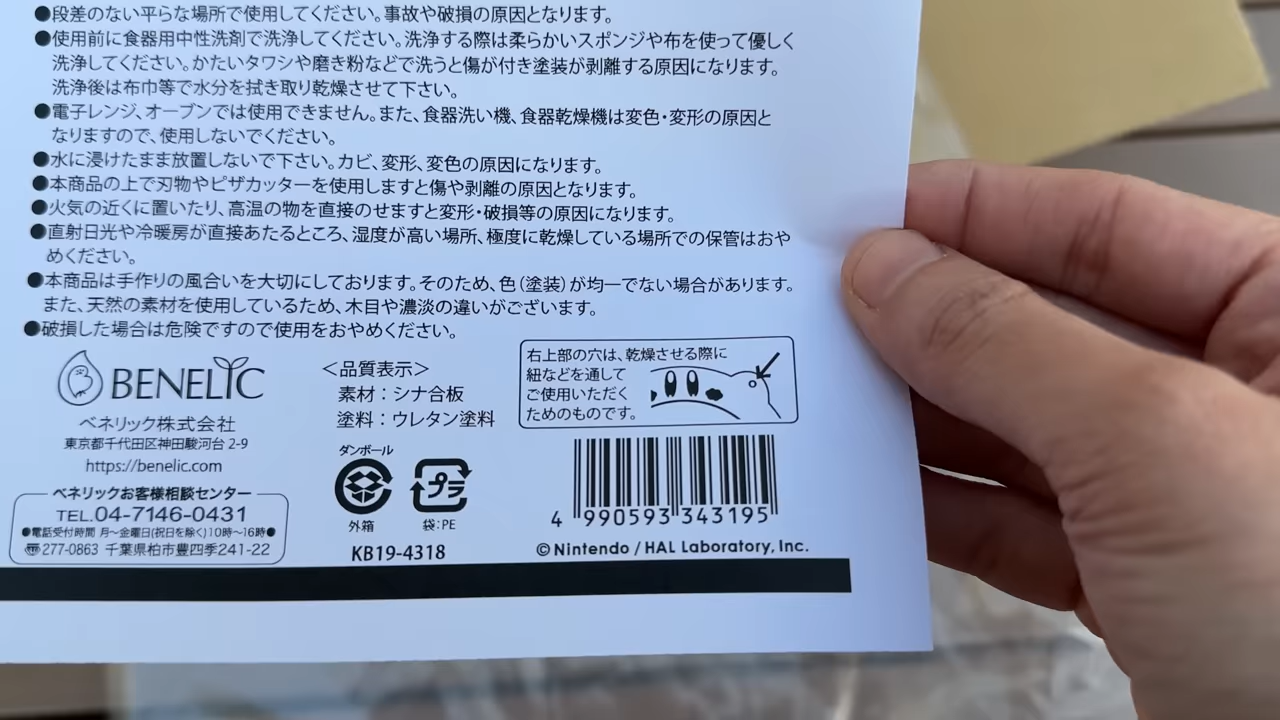 ●段差のない平らな場所で使用してください。事故や破損の原因となります。
●使用前に食器用中性洗剤で洗浄してください。洗浄する際は柔らかいスポンジや布を使って優しく
洗浄してください。かたいタワシや磨き粉などで洗うと傷が付き塗装が剥離する原因になります。
洗浄後は布巾等で水分を拭き取り乾燥させて下さい。
●電子レンジ、オーブンでは使用できません。また、食器洗い機、食器乾燥機は変色・変形の原因と
なりますので、使用しないでください。
●水に浸けたまま放置しないで下さい。カビ、変形、変色の原因になります。
●本商品の上で刃物やピザカッターを使用しますと傷や剥離の原因となります。
●火気の近くに置いたり、高温の物を直接のせますと変形・破損等の原因になります。
●直射日光や冷暖房が直接あたるところ、湿度が高い場所、極度に乾燥している場所での保管はおや
めください。
●本商品は手作りの風合いを大切にしております。そのため、色(塗装)が均一でない場合があります。
また、天然の素材を使用しているため、木目や濃淡の違いがございます。
●破損した場合は危険ですので使用をおやめください。
BENELIC
ベネリック株式会社
東京都千代田区神田駿河台 2-9
https://benelic.com
ベネリックお客様相談センター
TEL.04-7146-0431
●電話受付時間 月~金曜日(祝日を除く)10時~16時●
〒277-0863 千葉県柏市豊四季241-22
<品質表示>
素材:シナ合板
塗料:ウレタン塗料
ダンボール
外箱
プラ
袋:PE
KB19-4318
右上部の穴は、乾燥させる際に
紐などを通して
ご使用いただく
ためのものです。
4 990593 343195
©Nintendo / HAL Laboratory, Inc.